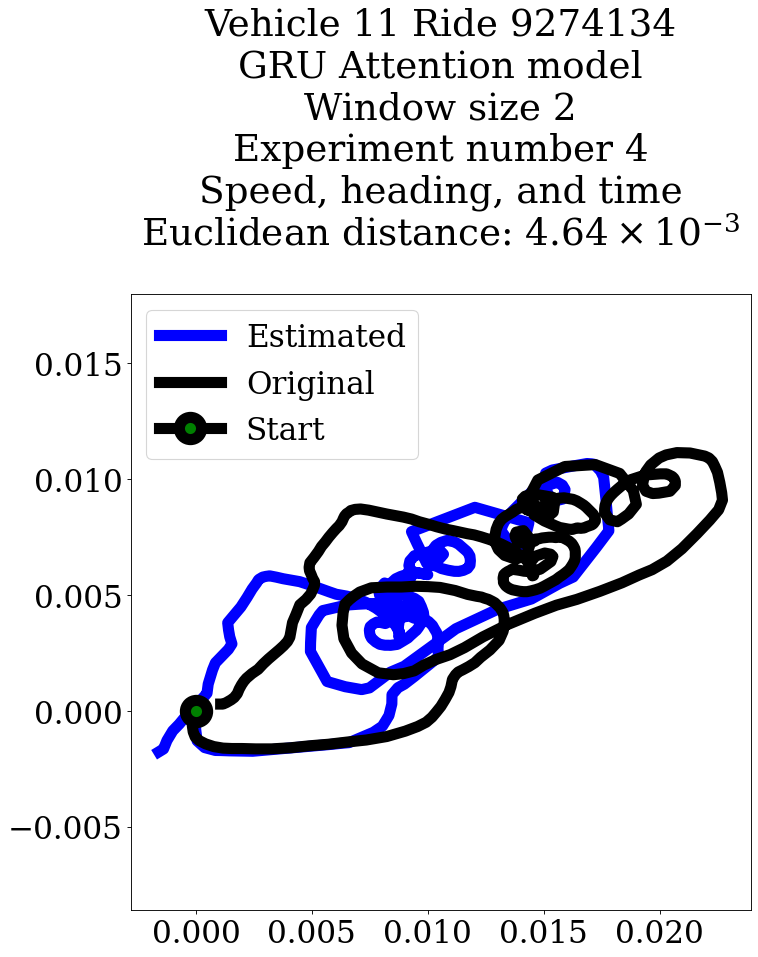 Vehicle 11 Ride 9274134
GRU Attention model
Window size 2
Experiment number 4
Speed, heading, and time
Euclidean distance: 4.64 × 10⁻³
Estimated
Original
Start
0.015
0.010
0.005
0.000
−0.005
0.000 0.005 0.010 0.015 0.020